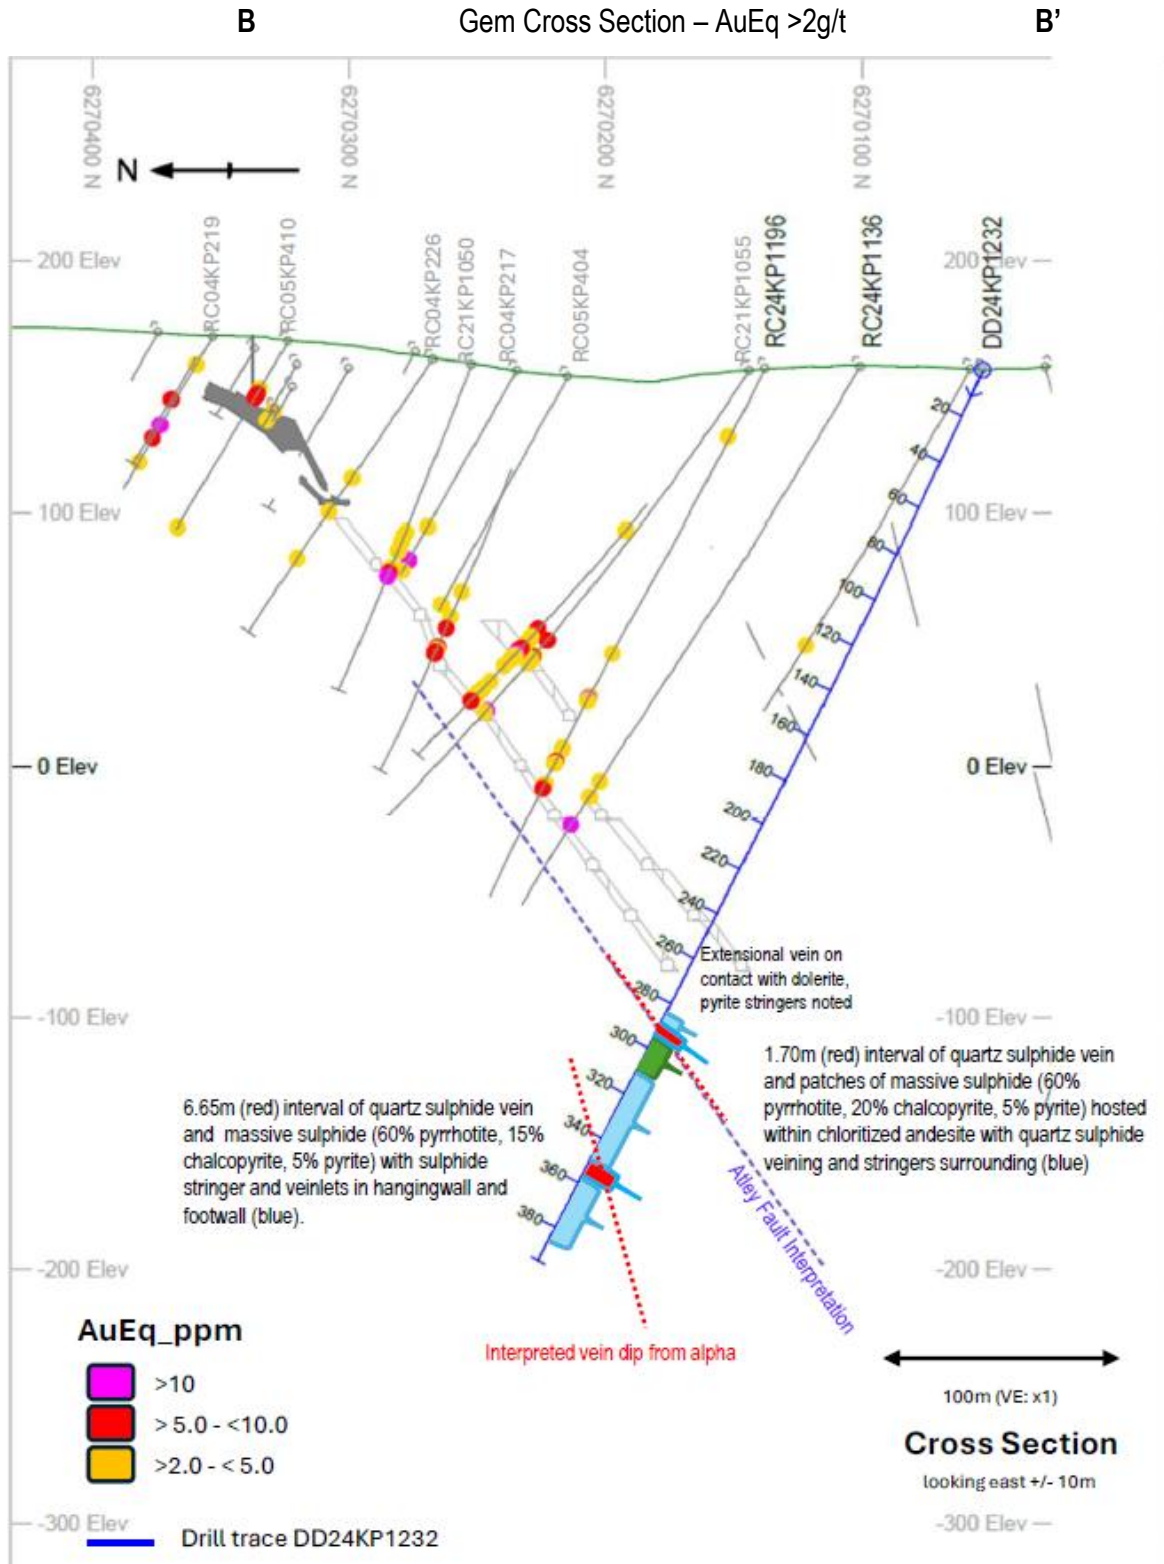 B Gem Cross Section – AuEq >2g/t B’
6270400 N
6270300 N
6270200 N
6270100 N
N
RC04KP219
RC05KP410
RC04KP226
RC21KP1050
RC04KP217
RC05KP404
RC21KP1055
RC24KP1196
RC24KP1136
DD24KP1232
200 Elev
200 Elev
100 Elev
100 Elev
0 Elev
0 Elev
-100 Elev
-100 Elev
-200 Elev
-200 Elev
-300 Elev
-300 Elev
20
40
60
80
100
120
140
160
180
200
220
240
260
280
300
320
340
360
380
Extensional vein on
contact with dolerite,
pyrite stringers noted
1.70m (red) interval of quartz sulphide vein
and patches of massive sulphide (60%
pyrrhotite, 20% chalcopyrite, 5% pyrite) hosted
within chloritized andesite with quartz sulphide
veining and stringers surrounding (blue)
6.65m (red) interval of quartz sulphide vein
and massive sulphide (60% pyrrhotite, 15%
chalcopyrite, 5% pyrite) with sulphide
stringer and veinlets in hangingwall and
footwall (blue).
Atley Fault Interpretation
Interpreted vein dip from alpha
AuEq_ppm
>10
> 5.0 - <10.0
>2.0 - < 5.0
Drill trace DD24KP1232
100m (VE: x1)
Cross Section
looking east +/- 10m